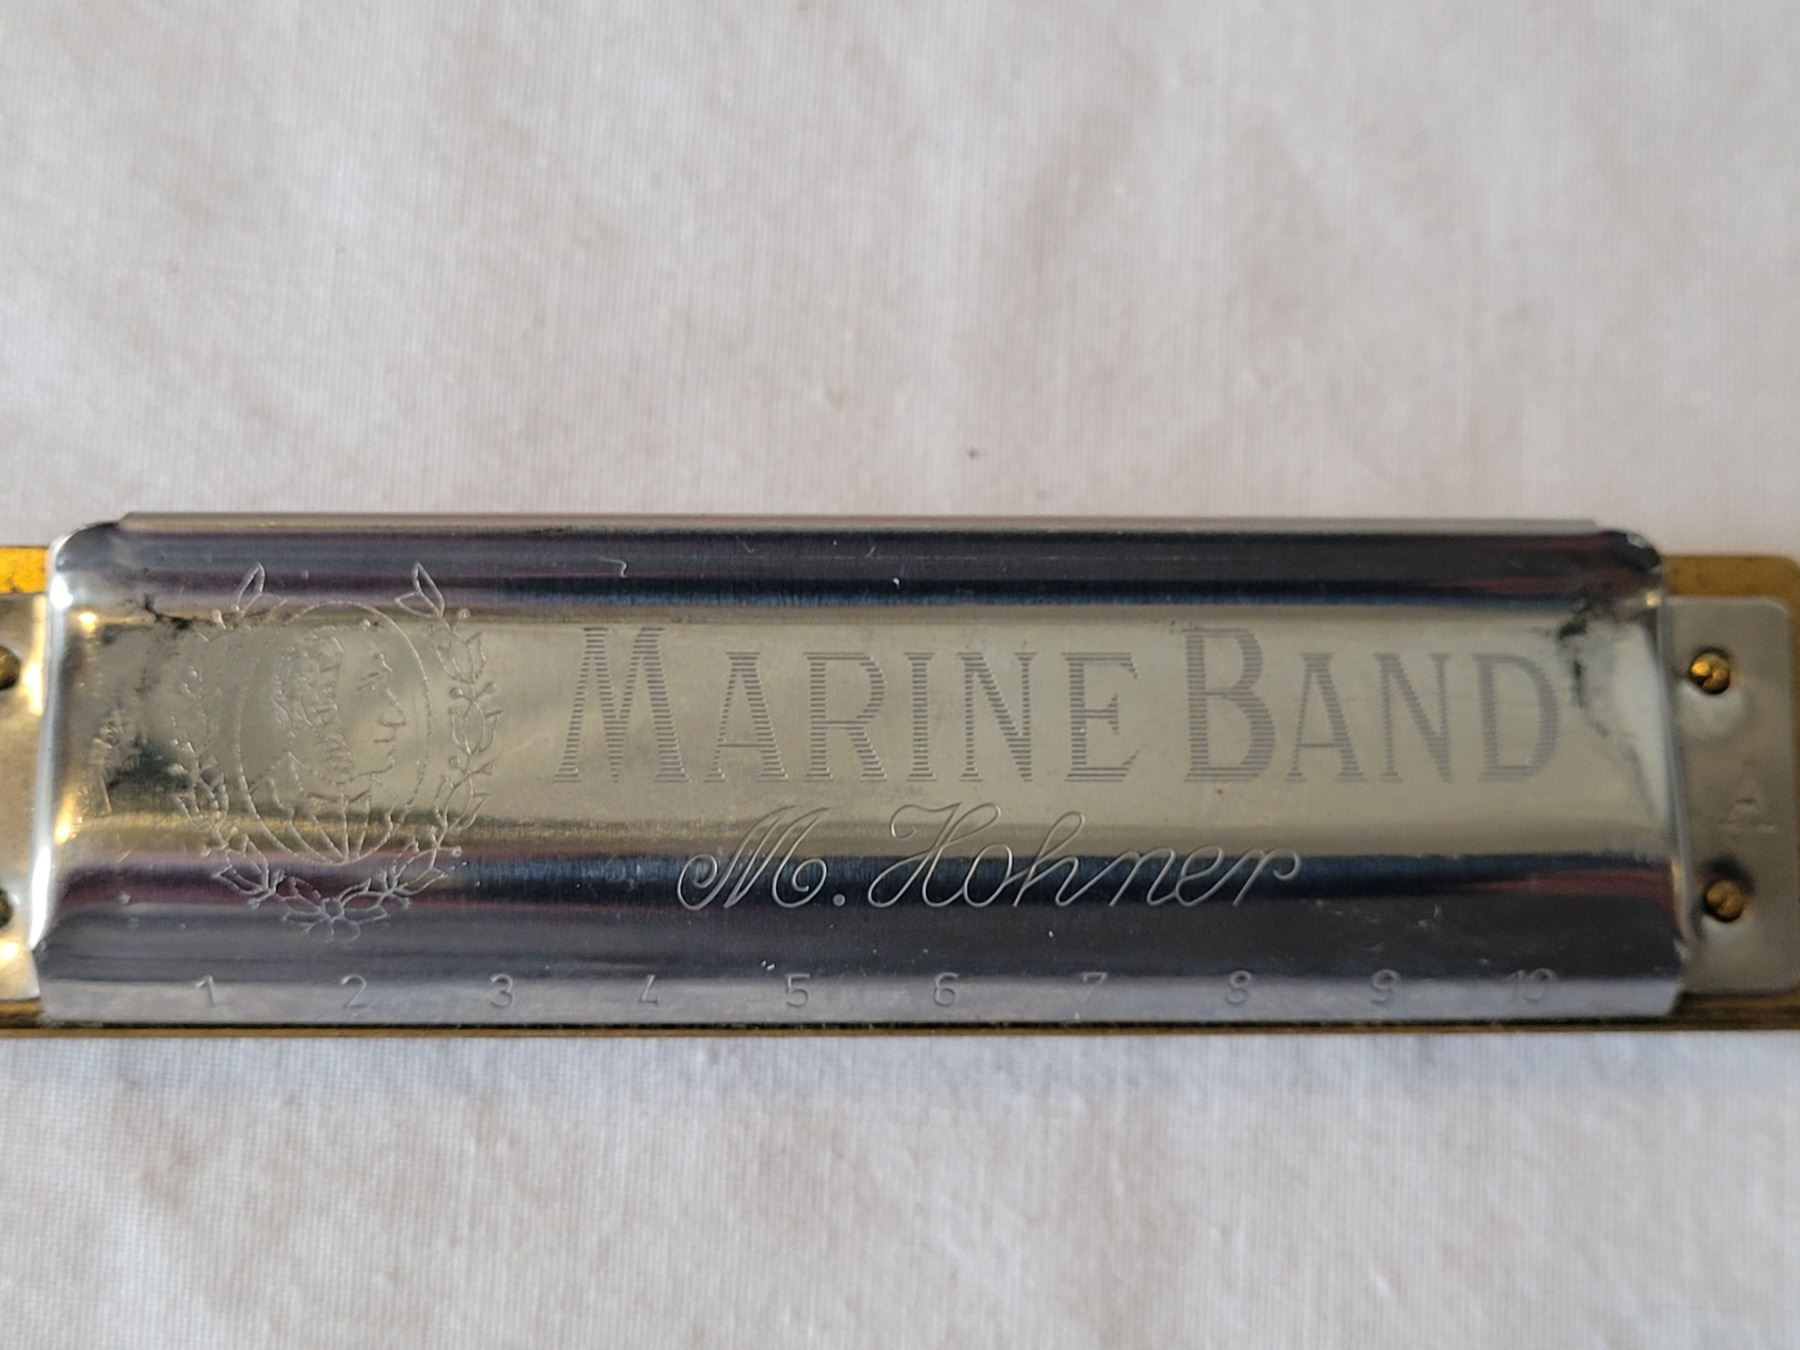 MARINE BAND
M. Hohner
A
1 2 3 4 5 6 7 8 9 10